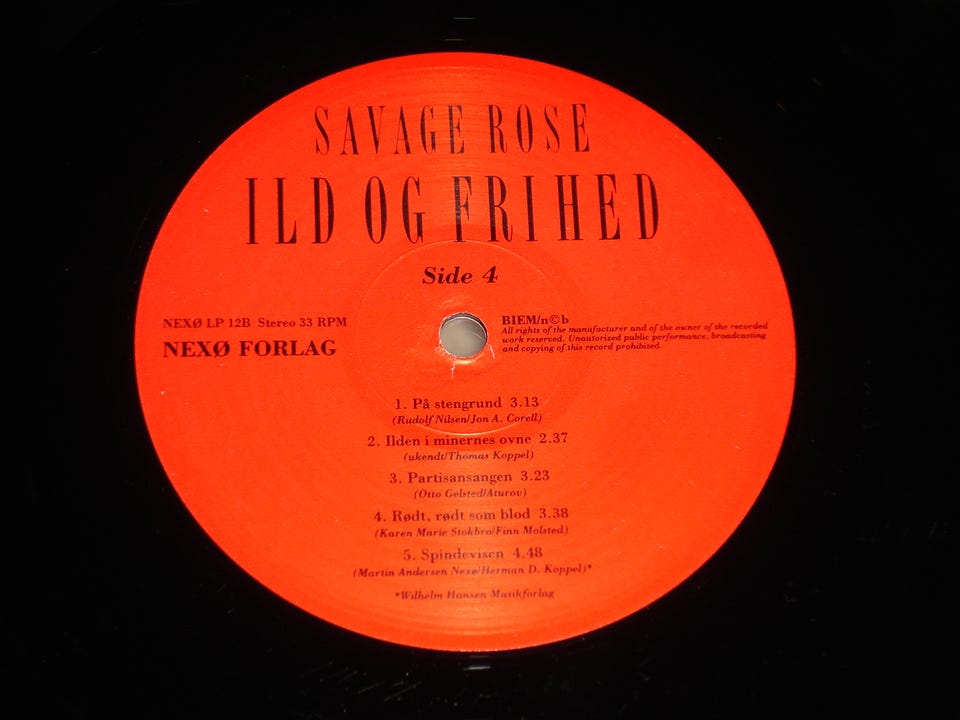 SAVAGE ROSE
ILD OG FRIHED
Side 4
NEXØ LP 12B Stereo 33 RPM
NEXØ FORLAG
BIEM/n©b
All rights of the manufacturer and of the owner of the recorded
work reserved. Unautorized public performance, broadcasting
and copying of this record prohibited.
1. På stengrund 3.13
(Rudolf Nilsen/Jon A. Corell)
2. Ilden i minernes ovne 2.37
(ukendt/Thomas Koppel)
3. Partisansangen 3.23
(Otto Gelsted/Aturov)
4. Rødt, rødt som blod 3.38
(Karen Marie Stokbro/Finn Molsted)
5. Spindevisen 4.48
(Martin Andersen Nexø/Herman D. Koppel)*
*Wilhelm Hansen Musikforlag